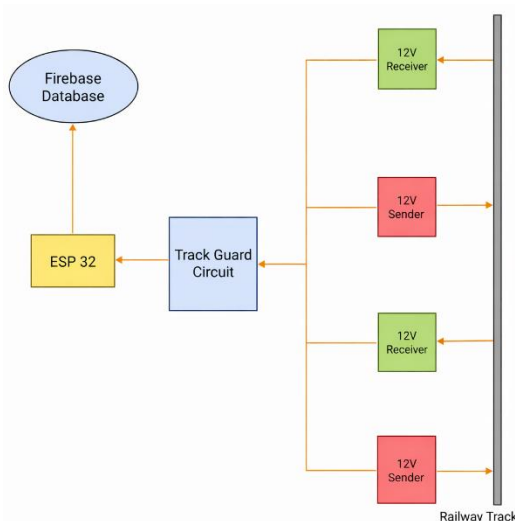 12V
Receiver
Firebase
Database
12V
Sender
ESP 32
Track Guard
Circuit
12V
Receiver
12V
Sender
Railway Track